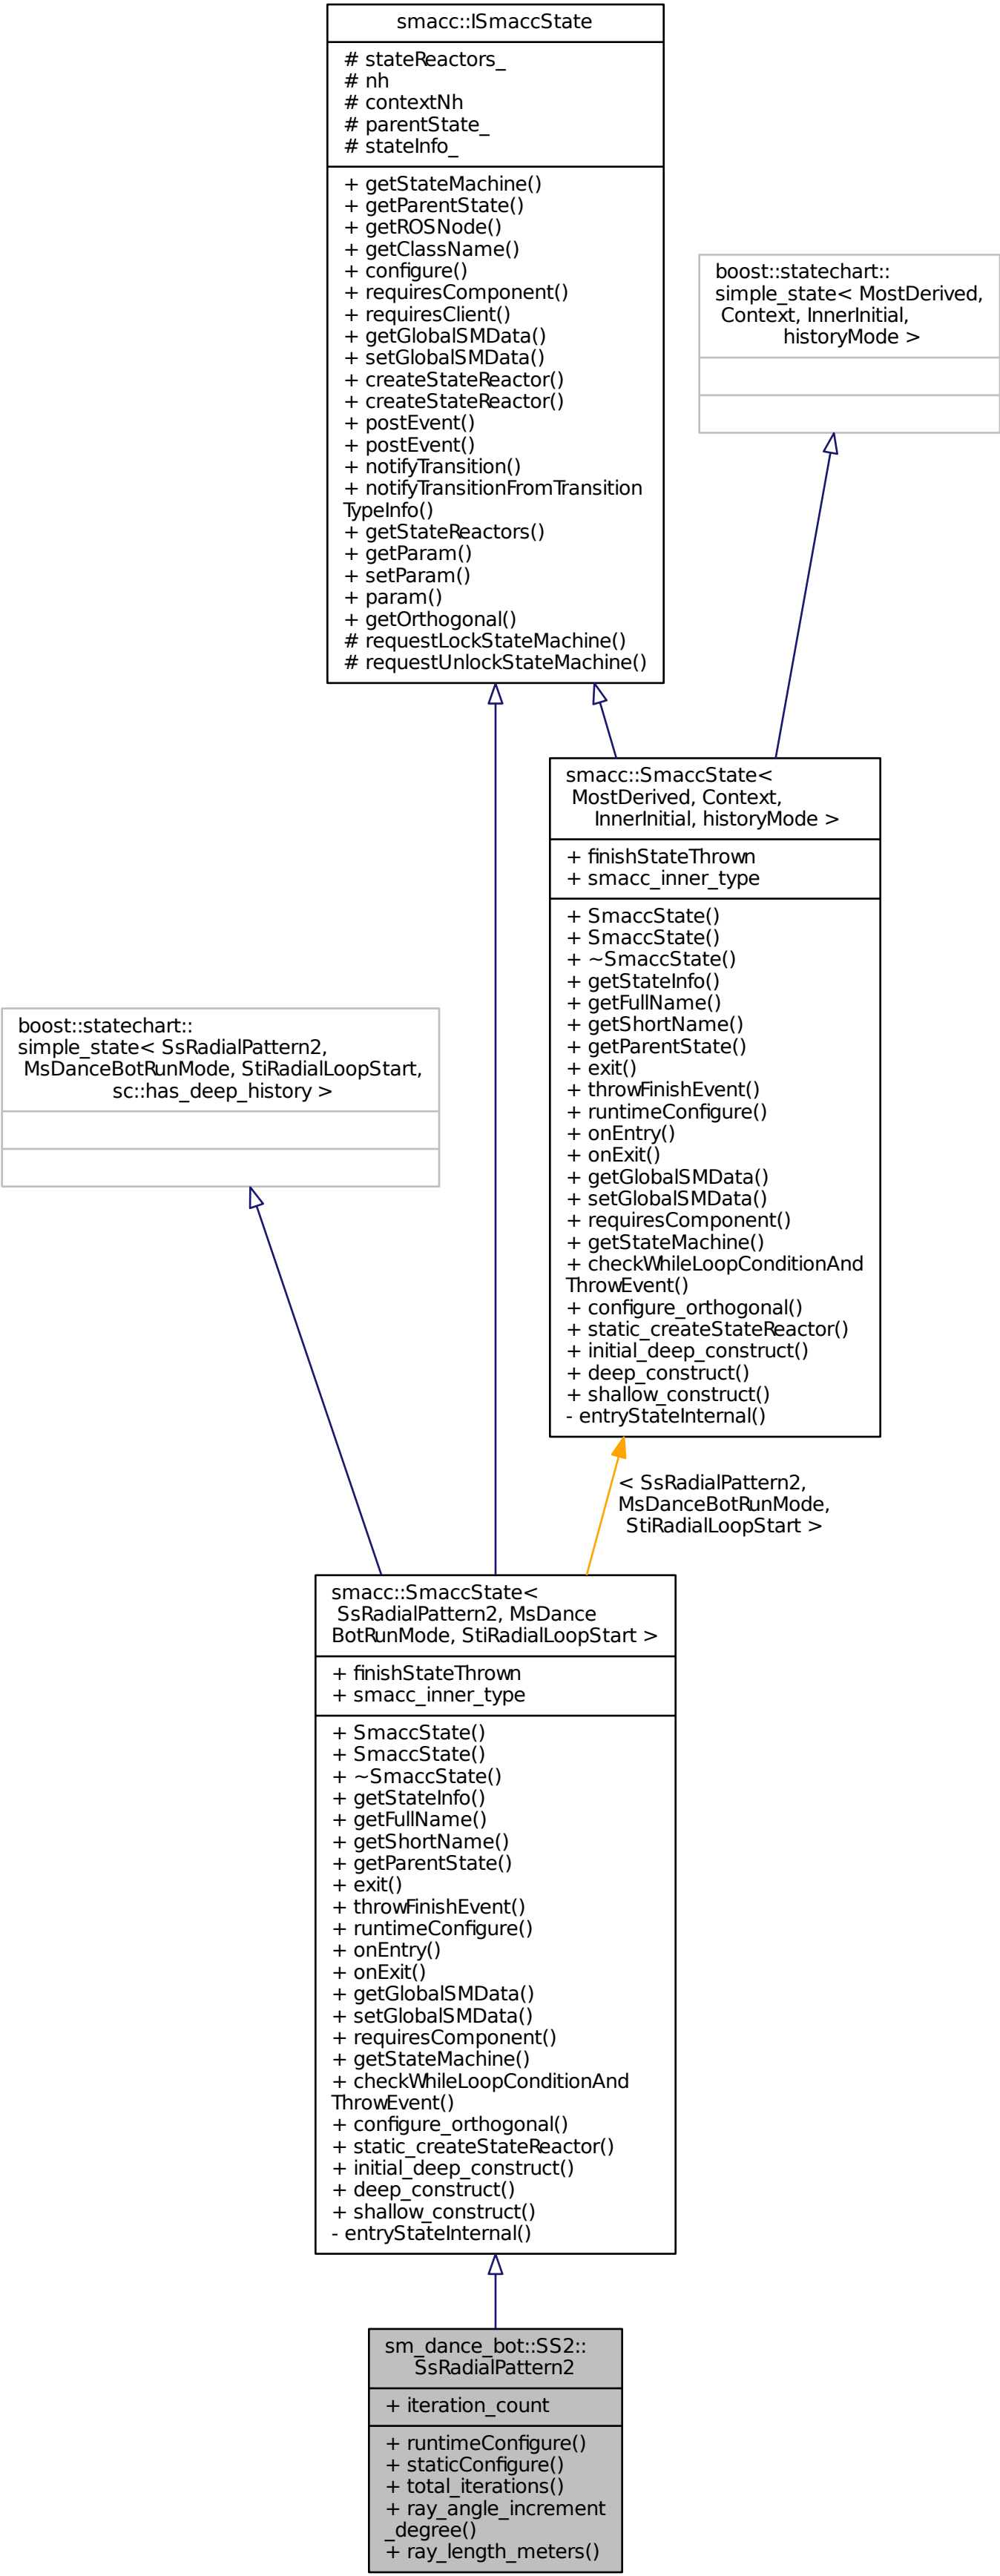 smacc::ISmaccState
# stateReactors_
# nh
# contextNh
# parentState_
# stateInfo_
+ getStateMachine()
+ getParentState()
+ getROSNode()
+ getClassName()
+ configure()
+ requiresComponent()
+ requiresClient()
+ getGlobalSMData()
+ setGlobalSMData()
+ createStateReactor()
+ createStateReactor()
+ postEvent()
+ postEvent()
+ notifyTransition()
+ notifyTransitionFromTransition
TypeInfo()
+ getStateReactors()
+ getParam()
+ setParam()
+ param()
+ getOrthogonal()
# requestLockStateMachine()
# requestUnlockStateMachine()
boost::statechart::
simple_state< MostDerived,
Context, InnerInitial,
historyMode >
smacc::SmaccState<
MostDerived, Context,
InnerInitial, historyMode >
+ finishStateThrown
+ smacc_inner_type
+ SmaccState()
+ SmaccState()
+ ~SmaccState()
+ getStateInfo()
+ getFullName()
+ getShortName()
+ getParentState()
+ exit()
+ throwFinishEvent()
+ runtimeConfigure()
+ onEntry()
+ onExit()
+ getGlobalSMData()
+ setGlobalSMData()
+ requiresComponent()
+ getStateMachine()
+ checkWhileLoopConditionAnd
ThrowEvent()
+ configure_orthogonal()
+ static_createStateReactor()
+ initial_deep_construct()
+ deep_construct()
+ shallow_construct()
- entryStateInternal()
boost::statechart::
simple_state< SsRadialPattern2,
MsDanceBotRunMode, StiRadialLoopStart,
sc::has_deep_history >
< SsRadialPattern2,
MsDanceBotRunMode,
StiRadialLoopStart >
smacc::SmaccState<
SsRadialPattern2, MsDance
BotRunMode, StiRadialLoopStart >
+ finishStateThrown
+ smacc_inner_type
+ SmaccState()
+ SmaccState()
+ ~SmaccState()
+ getStateInfo()
+ getFullName()
+ getShortName()
+ getParentState()
+ exit()
+ throwFinishEvent()
+ runtimeConfigure()
+ onEntry()
+ onExit()
+ getGlobalSMData()
+ setGlobalSMData()
+ requiresComponent()
+ getStateMachine()
+ checkWhileLoopConditionAnd
ThrowEvent()
+ configure_orthogonal()
+ static_createStateReactor()
+ initial_deep_construct()
+ deep_construct()
+ shallow_construct()
- entryStateInternal()
sm_dance_bot::SS2::
SsRadialPattern2
+ iteration_count
+ runtimeConfigure()
+ staticConfigure()
+ total_iterations()
+ ray_angle_increment
_degree()
+ ray_length_meters()